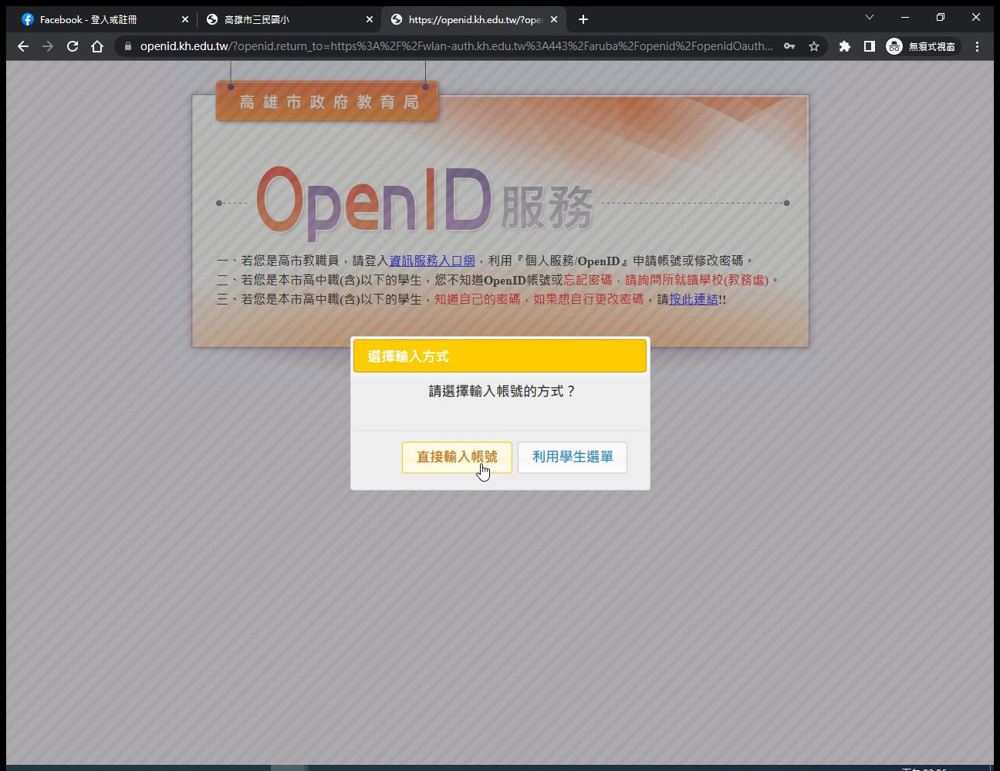 Facebook - 登入或註冊
高雄市三民國小
https://openid.kh.edu.tw/?ope
openid.kh.edu.tw/?openid.return_to=https%3A%2F%2Fwlan-auth.kh.edu.tw%3A443%2Faruba%2Fopenid%2FopenidOauth...
無痕式視窗
高雄市政府教育局
OpenID服務
一、若您是高市教職員，請登入資訊服務入口網，利用『個人服務/OpenID』申請帳號或修改密碼。
二、若您是本市高中職(含)以下的學生，您不知道OpenID帳號或忘記密碼，請詢問所就讀學校(教務處)。
三、若您是本市高中職(含)以下的學生，知道自己的密碼，如果想自行更改密碼，請按此連結!!
選擇輸入方式
請選擇輸入帳號的方式？
直接輸入帳號
利用學生選單